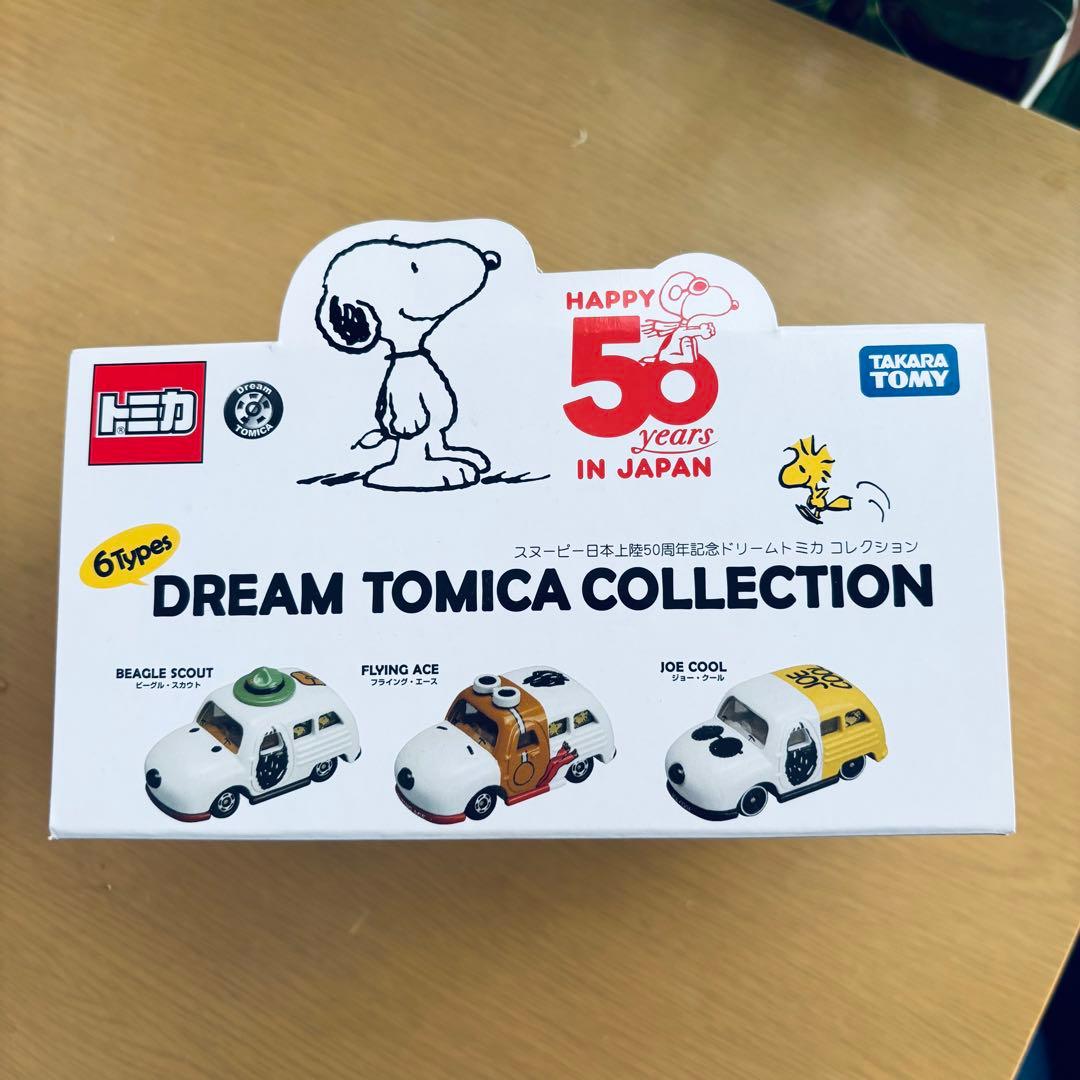 HAPPY
50
years
IN JAPAN
TAKARA
TOMY
トミカ
®
Dream
TOMICA
6Types
スヌーピー日本上陸50周年記念ドリームトミカ コレクション
DREAM TOMICA COLLECTION
BEAGLE SCOUT
ビーグル・スカウト
FLYING ACE
フライング・エース
JOE COOL
ジョー・クール
JOE
COOL